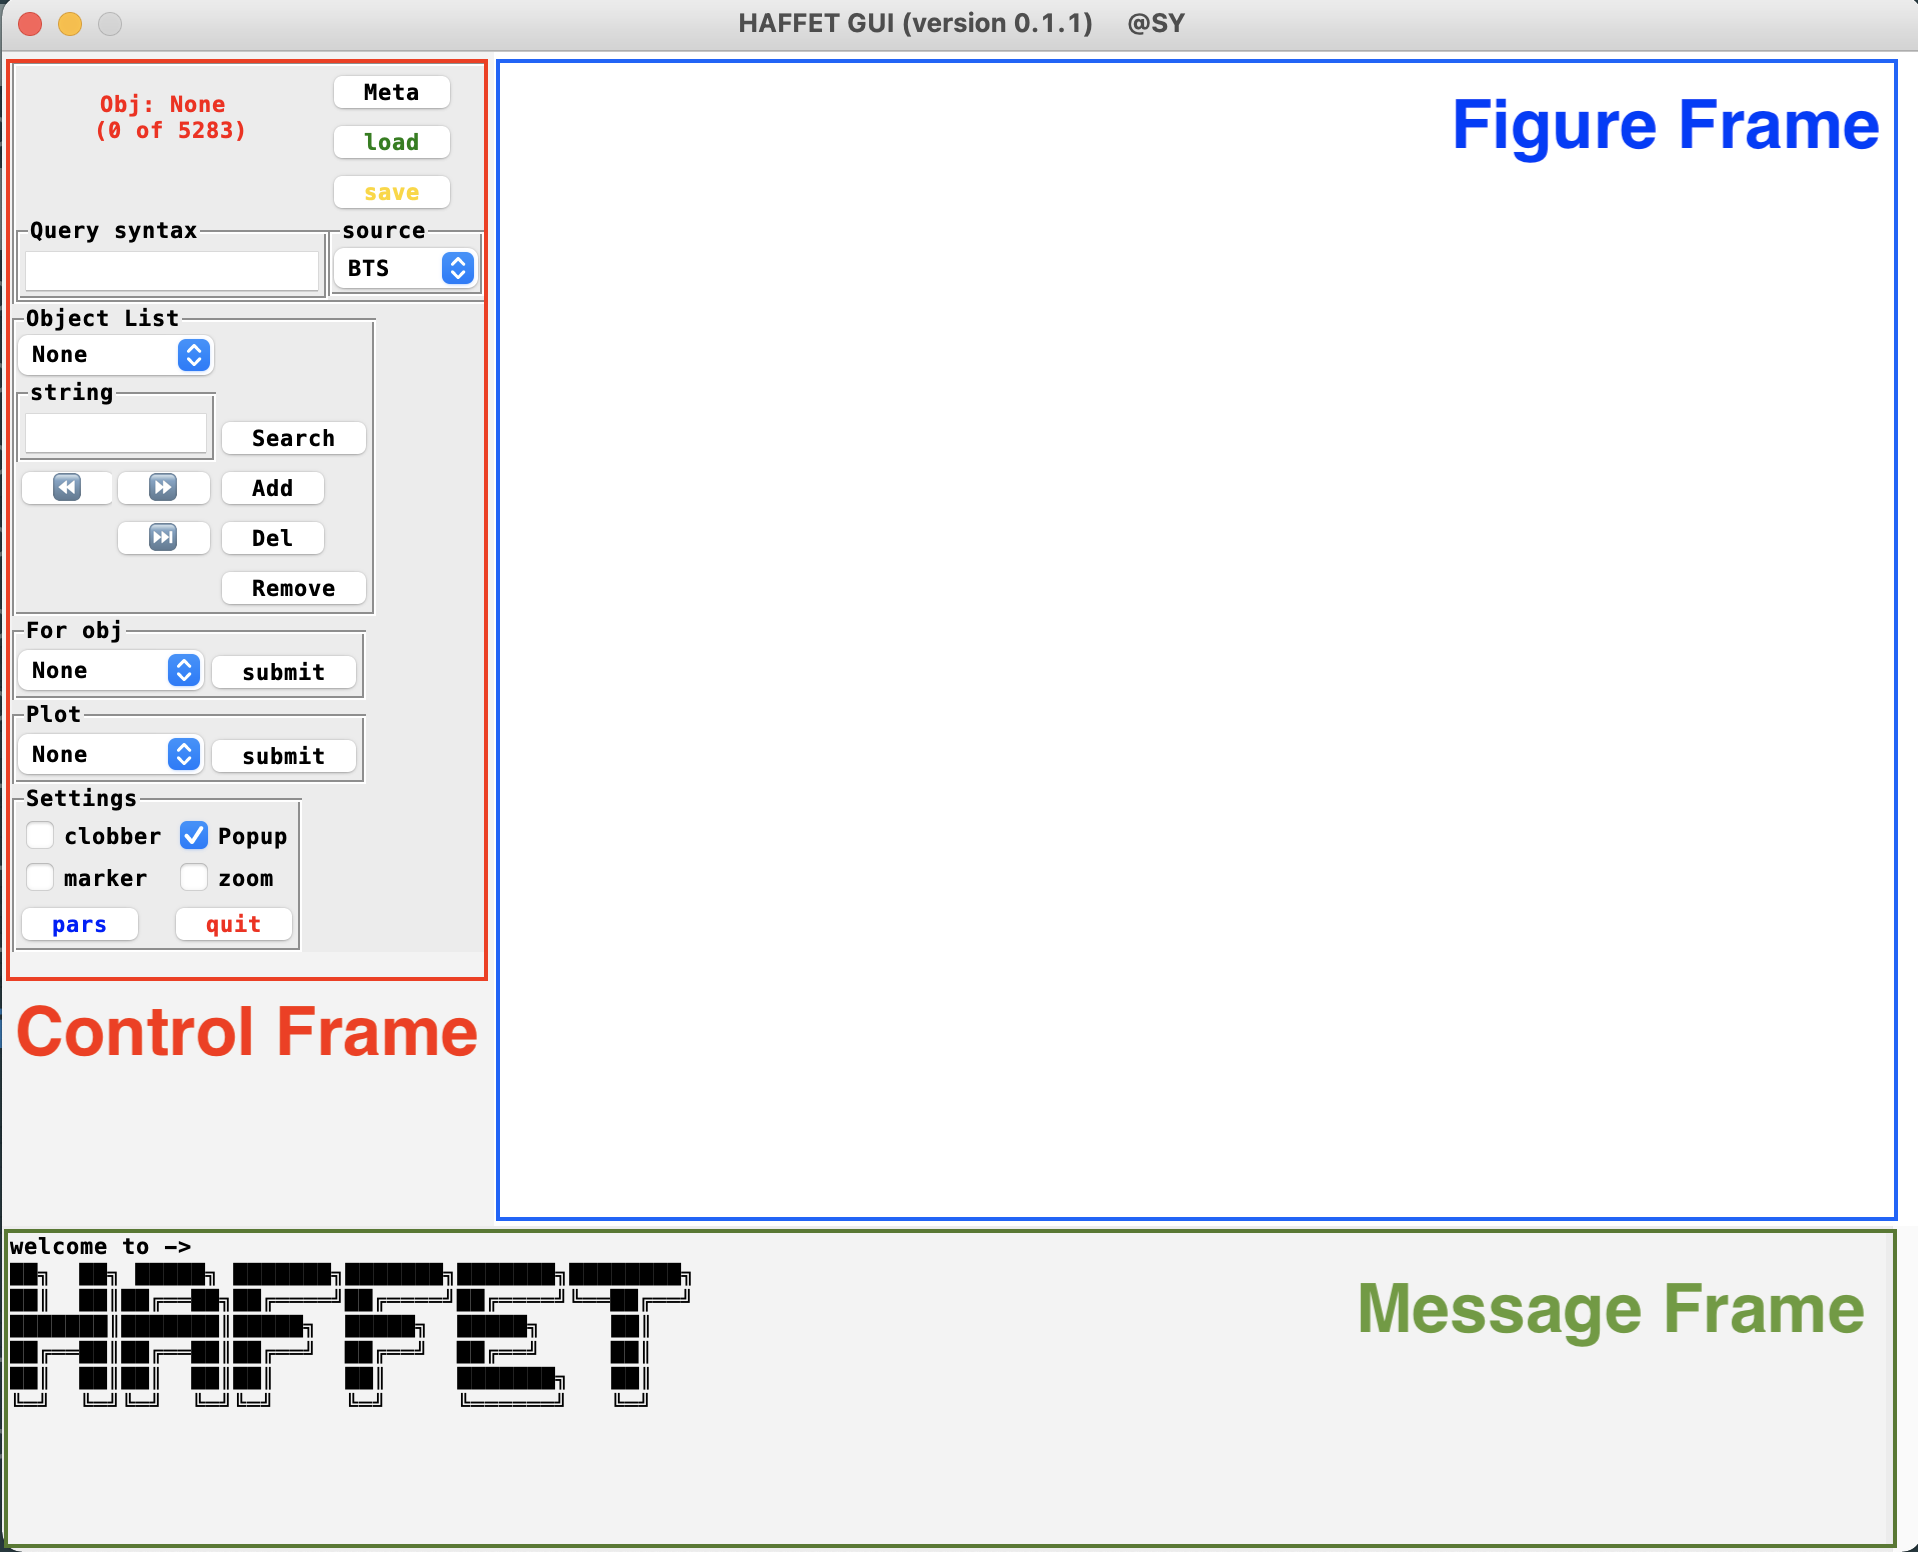 HAFFET GUI (version 0.1.1) @SY
Obj: None
(0 of 5283)
Meta
load
save
Query syntax
source
BTS
Object List
None
string
Search
Add
Del
Remove
For obj
None
submit
Plot
None
submit
Settings
clobber
Popup
marker
zoom
pars
quit
Control Frame
Figure Frame
welcome to ->
HAFFET
Message Frame